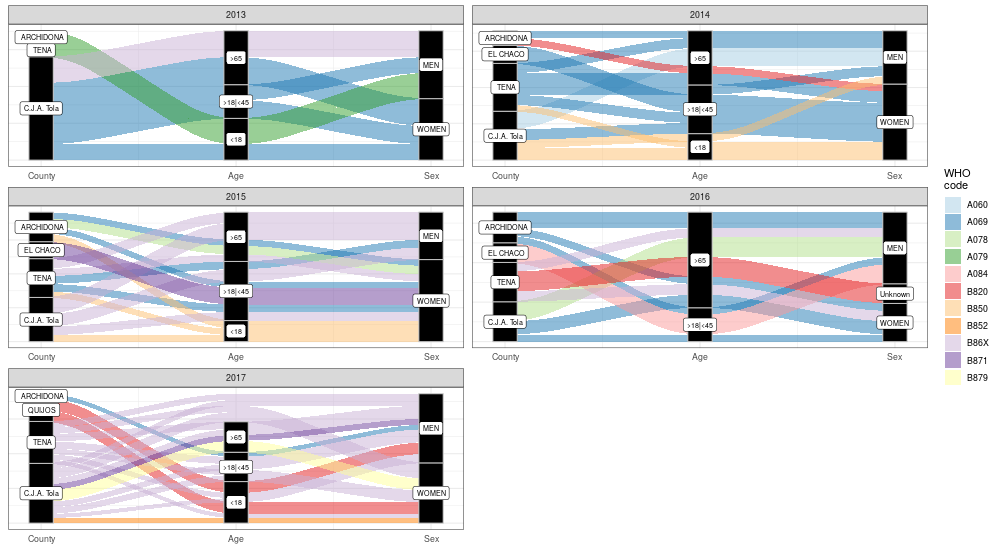 2013
ARCHIDONA
TENA
C.J.A. Tola
>65
>18|<45
<18
MEN
WOMEN
County
Age
Sex
2014
ARCHIDONA
EL CHACO
TENA
C.J.A. Tola
>65
>18|<45
<18
MEN
WOMEN
County
Age
Sex
2015
ARCHIDONA
EL CHACO
TENA
C.J.A. Tola
>65
>18|<45
<18
MEN
WOMEN
County
Age
Sex
2016
ARCHIDONA
EL CHACO
TENA
C.J.A. Tola
>65
>18|<45
MEN
Unknown
WOMEN
County
Age
Sex
2017
ARCHIDONA
QUIJOS
TENA
C.J.A. Tola
>65
>18|<45
<18
MEN
WOMEN
County
Age
Sex
WHO
code
A060
A069
A078
A079
A084
B820
B850
B852
B86X
B871
B879